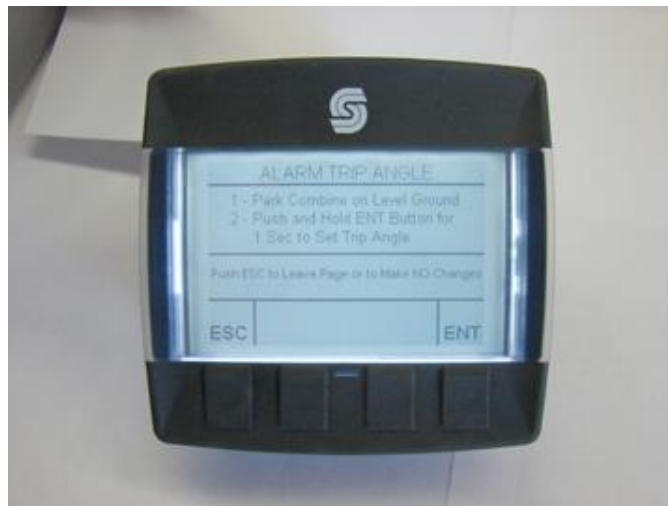 ALARM TRIP ANGLE
1 - Park Combine on Level Ground
2 - Push and Hold ENT Button for
1 Sec to Set Trip Angle
Push ESC to Leave Page or to Make NO Changes
ESC ENT